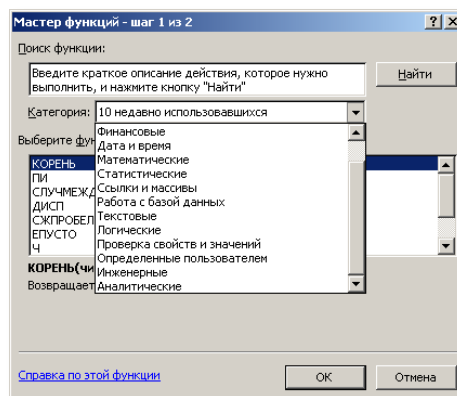 Мастер функций - шаг 1 из 2
Поиск функции:
Введите краткое описание действия, которое нужно
выполнить, и нажмите кнопку "Найти"
Найти
Категория: 10 недавно использовавшихся
Финансовые
Выберите фун
Дата и время
Математические
Статистические
Ссылки и массивы
Работа с базой данных
Текстовые
Логические
Проверка свойств и значений
Определенные пользователем
Инженерные
Аналитические
КОРЕНЬ
ПИ
СЛУЧМЕЖД
ДИСП
СЖПРОБЕЛ
ЕПУСТО
Ч
КОРЕНЬ(чи
Возвращает
Справка по этой функции
ОК
Отмена